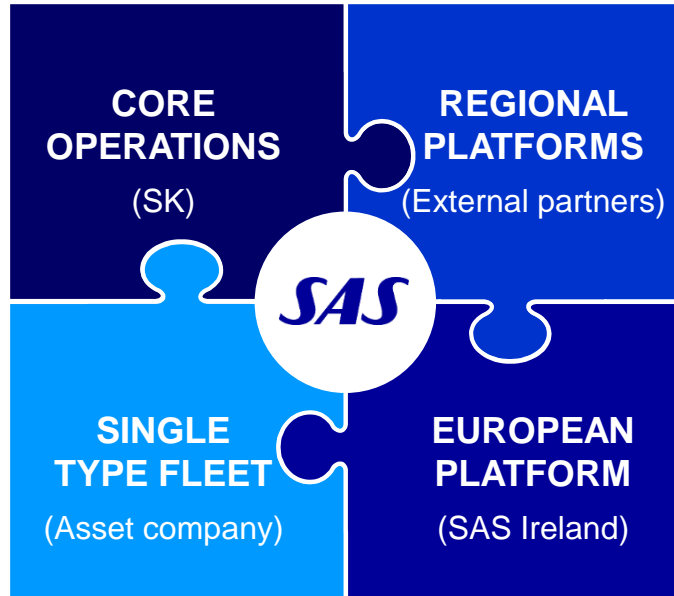 CORE
OPERATIONS
(SK)
REGIONAL
PLATFORMS
(External partners)
SAS
SINGLE
TYPE FLEET
(Asset company)
EUROPEAN
PLATFORM
(SAS Ireland)